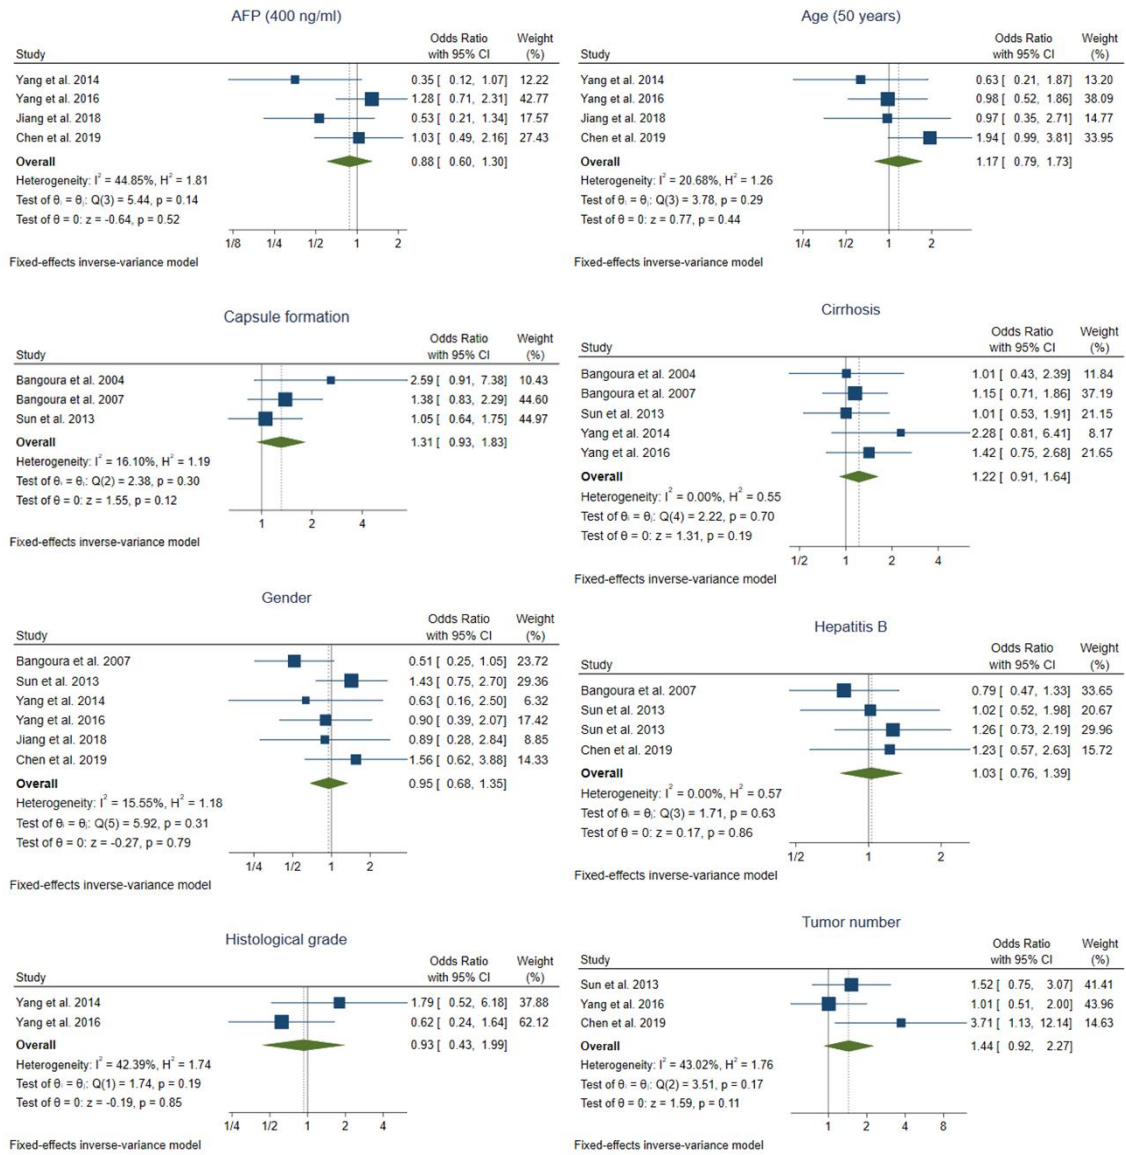 AFP (400 ng/ml)
Odds Ratio Weight
Study with 95% CI (%)
Yang et al. 2014 0.35 [ 0.12, 1.07] 12.22
Yang et al. 2016 1.28 [ 0.71, 2.31] 42.77
Jiang et al. 2018 0.53 [ 0.21, 1.34] 17.57
Chen et al. 2019 1.03 [ 0.49, 2.16] 27.43
Overall 0.88 [ 0.60, 1.30]
Heterogeneity: I² = 44.85%, H² = 1.81
Test of θᵢ = θⱼ: Q(3) = 5.44, p = 0.14
Test of θ = 0: z = -0.64, p = 0.52
1/8 1/4 1/2 1 2
Fixed-effects inverse-variance model
Age (50 years)
Odds Ratio Weight
Study with 95% CI (%)
Yang et al. 2014 0.63 [ 0.21, 1.87] 13.20
Yang et al. 2016 0.98 [ 0.52, 1.86] 38.09
Jiang et al. 2018 0.97 [ 0.35, 2.71] 14.77
Chen et al. 2019 1.94 [ 0.99, 3.81] 33.95
Overall 1.17 [ 0.79, 1.73]
Heterogeneity: I² = 20.68%, H² = 1.26
Test of θᵢ = θⱼ: Q(3) = 3.78, p = 0.29
Test of θ = 0: z = 0.77, p = 0.44
1/4 1/2 1 2
Fixed-effects inverse-variance model
Capsule formation
Odds Ratio Weight
Study with 95% CI (%)
Bangoura et al. 2004 2.59 [ 0.91, 7.38] 10.43
Bangoura et al. 2007 1.38 [ 0.83, 2.29] 44.60
Sun et al. 2013 1.05 [ 0.64, 1.75] 44.97
Overall 1.31 [ 0.93, 1.83]
Heterogeneity: I² = 16.10%, H² = 1.19
Test of θᵢ = θⱼ: Q(2) = 2.38, p = 0.30
Test of θ = 0: z = 1.55, p = 0.12
1 2 4
Fixed-effects inverse-variance model
Cirrhosis
Odds Ratio Weight
Study with 95% CI (%)
Bangoura et al. 2004 1.01 [ 0.43, 2.39] 11.84
Bangoura et al. 2007 1.15 [ 0.71, 1.86] 37.19
Sun et al. 2013 1.01 [ 0.53, 1.91] 21.15
Yang et al. 2014 2.28 [ 0.81, 6.41] 8.17
Yang et al. 2016 1.42 [ 0.75, 2.68] 21.65
Overall 1.22 [ 0.91, 1.64]
Heterogeneity: I² = 0.00%, H² = 0.55
Test of θᵢ = θⱼ: Q(4) = 2.22, p = 0.70
Test of θ = 0: z = 1.31, p = 0.19
1/2 1 2 4
Fixed-effects inverse-variance model
Gender
Odds Ratio Weight
Study with 95% CI (%)
Bangoura et al. 2007 0.51 [ 0.25, 1.05] 23.72
Sun et al. 2013 1.43 [ 0.75, 2.70] 29.36
Yang et al. 2014 0.63 [ 0.16, 2.50] 6.32
Yang et al. 2016 0.90 [ 0.39, 2.07] 17.42
Jiang et al. 2018 0.89 [ 0.28, 2.84] 8.85
Chen et al. 2019 1.56 [ 0.62, 3.88] 14.33
Overall 0.95 [ 0.68, 1.35]
Heterogeneity: I² = 15.55%, H² = 1.18
Test of θᵢ = θⱼ: Q(5) = 5.92, p = 0.31
Test of θ = 0: z = -0.27, p = 0.79
1/4 1/2 1 2
Fixed-effects inverse-variance model
Hepatitis B
Odds Ratio Weight
Study with 95% CI (%)
Bangoura et al. 2007 0.79 [ 0.47, 1.33] 33.65
Sun et al. 2013 1.02 [ 0.52, 1.98] 20.67
Sun et al. 2013 1.26 [ 0.73, 2.19] 29.96
Chen et al. 2019 1.23 [ 0.57, 2.63] 15.72
Overall 1.03 [ 0.76, 1.39]
Heterogeneity: I² = 0.00%, H² = 0.57
Test of θᵢ = θⱼ: Q(3) = 1.71, p = 0.63
Test of θ = 0: z = 0.17, p = 0.86
1/2 1 2
Fixed-effects inverse-variance model
Histological grade
Odds Ratio Weight
Study with 95% CI (%)
Yang et al. 2014 1.79 [ 0.52, 6.18] 37.88
Yang et al. 2016 0.62 [ 0.24, 1.64] 62.12
Overall 0.93 [ 0.43, 1.99]
Heterogeneity: I² = 42.39%, H² = 1.74
Test of θᵢ = θⱼ: Q(1) = 1.74, p = 0.19
Test of θ = 0: z = -0.19, p = 0.85
1/4 1/2 1 2 4
Fixed-effects inverse-variance model
Tumor number
Odds Ratio Weight
Study with 95% CI (%)
Sun et al. 2013 1.52 [ 0.75, 3.07] 41.41
Yang et al. 2016 1.01 [ 0.51, 2.00] 43.96
Chen et al. 2019 3.71 [ 1.13, 12.14] 14.63
Overall 1.44 [ 0.92, 2.27]
Heterogeneity: I² = 43.02%, H² = 1.76
Test of θᵢ = θⱼ: Q(2) = 3.51, p = 0.17
Test of θ = 0: z = 1.59, p = 0.11
1 2 4 8
Fixed-effects inverse-variance model